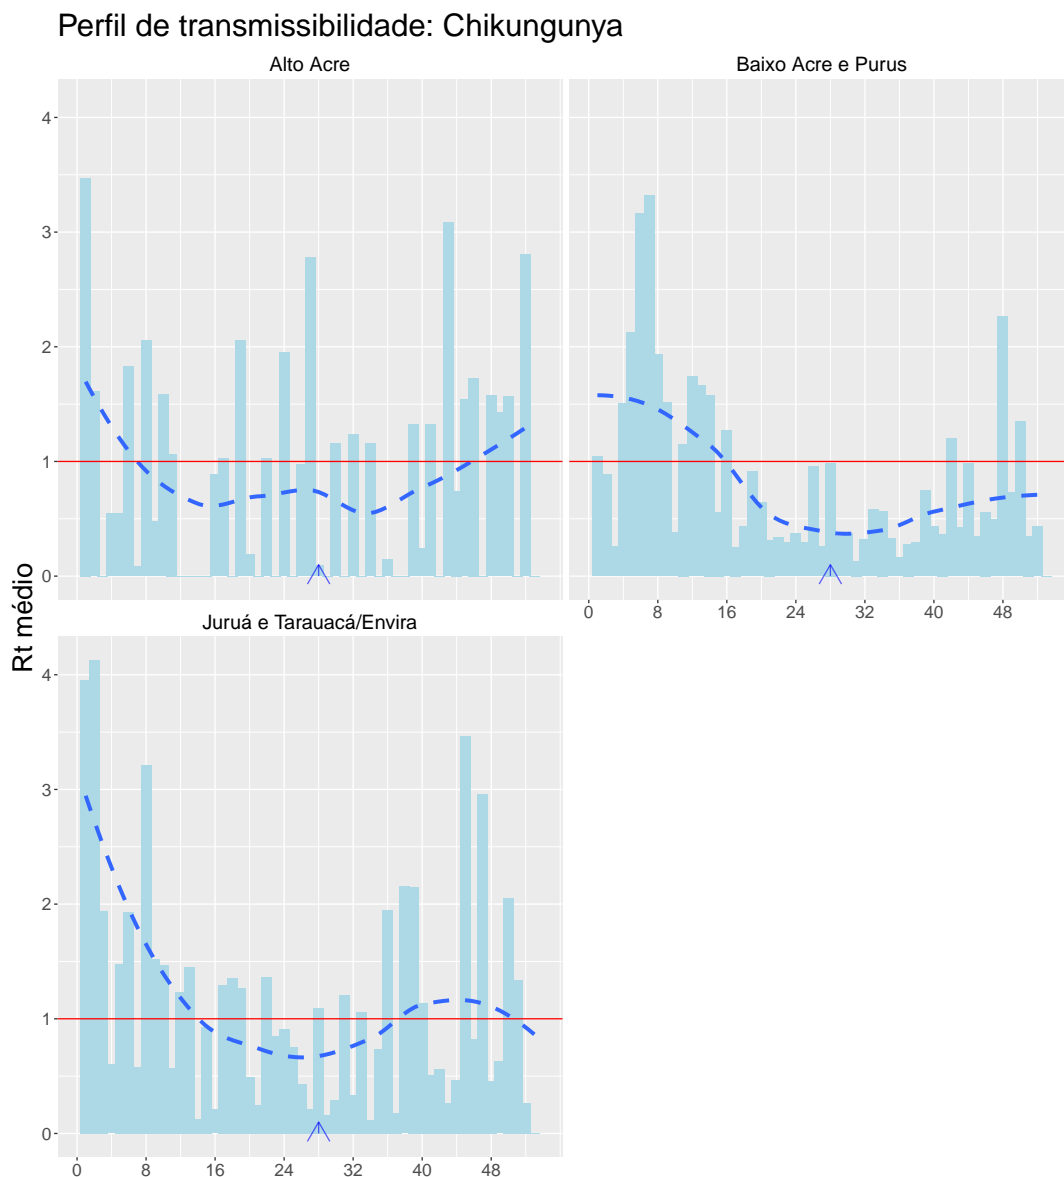 Perfil de transmissibilidade: Chikungunya
Alto Acre
Baixo Acre e Purus
4
3
2
1
0
0 8 16 24 32 40 48
Rt médio
Juruá e Tarauacá/Envira
4
3
2
1
0
0 8 16 24 32 40 48